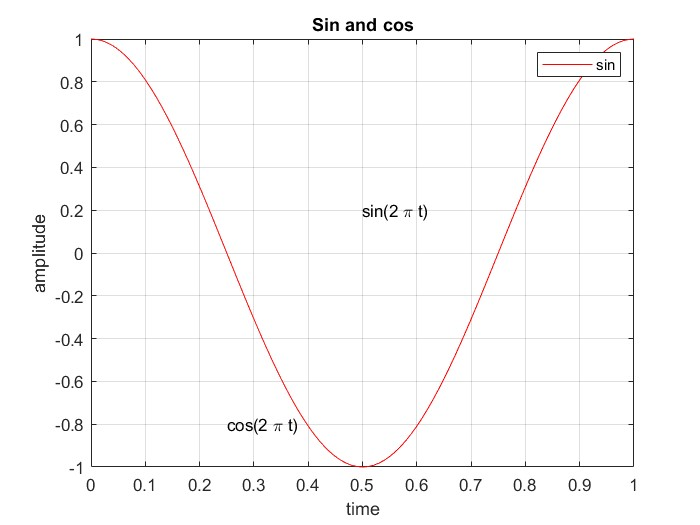 Sin and cos
1
0.8
0.6
0.4
0.2
0
-0.2
-0.4
-0.6
-0.8
-1
amplitude
sin
sin(2 π t)
cos(2 π t)
0 0.1 0.2 0.3 0.4 0.5 0.6 0.7 0.8 0.9 1
time